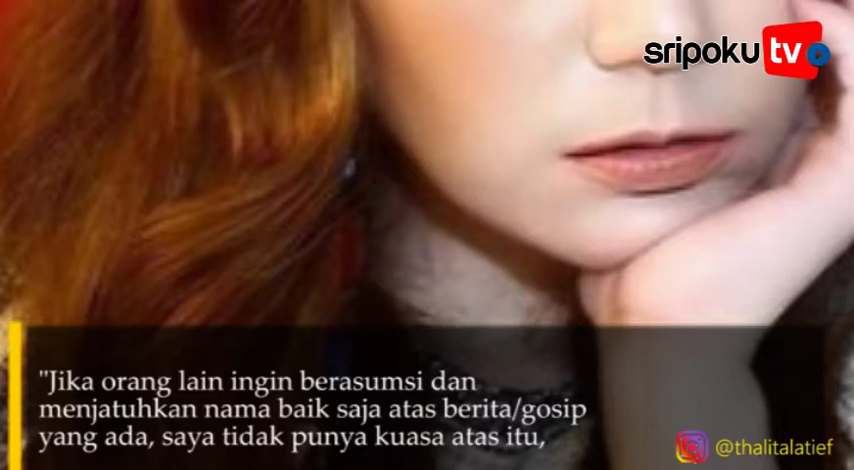 sripoku tv
"Jika orang lain ingin berasumsi dan
menjatuhkan nama baik saja atas berita/gosip
yang ada, saya tidak punya kuasa atas itu,
@thalitalatief